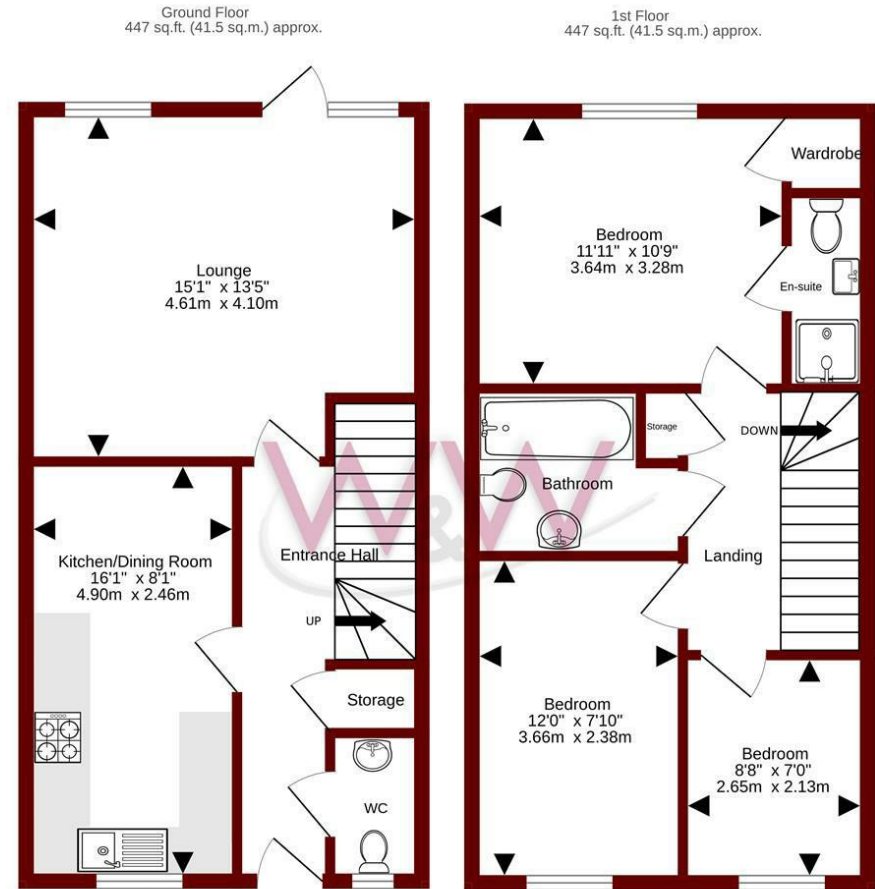 Ground Floor
447 sq.ft. (41.5 sq.m.) approx.
1st Floor
447 sq.ft. (41.5 sq.m.) approx.
Lounge
15'1" x 13'5"
4.61m x 4.10m
Kitchen/Dining Room
16'1" x 8'1"
4.90m x 2.46m
Entrance Hall
UP
Storage
WC
Wardrobe
Bedroom
11'11" x 10'9"
3.64m x 3.28m
En-suite
Storage
DOWN
Bathroom
Landing
Bedroom
12'0" x 7'10"
3.66m x 2.38m
Bedroom
8'8" x 7'0"
2.65m x 2.13m
W&W